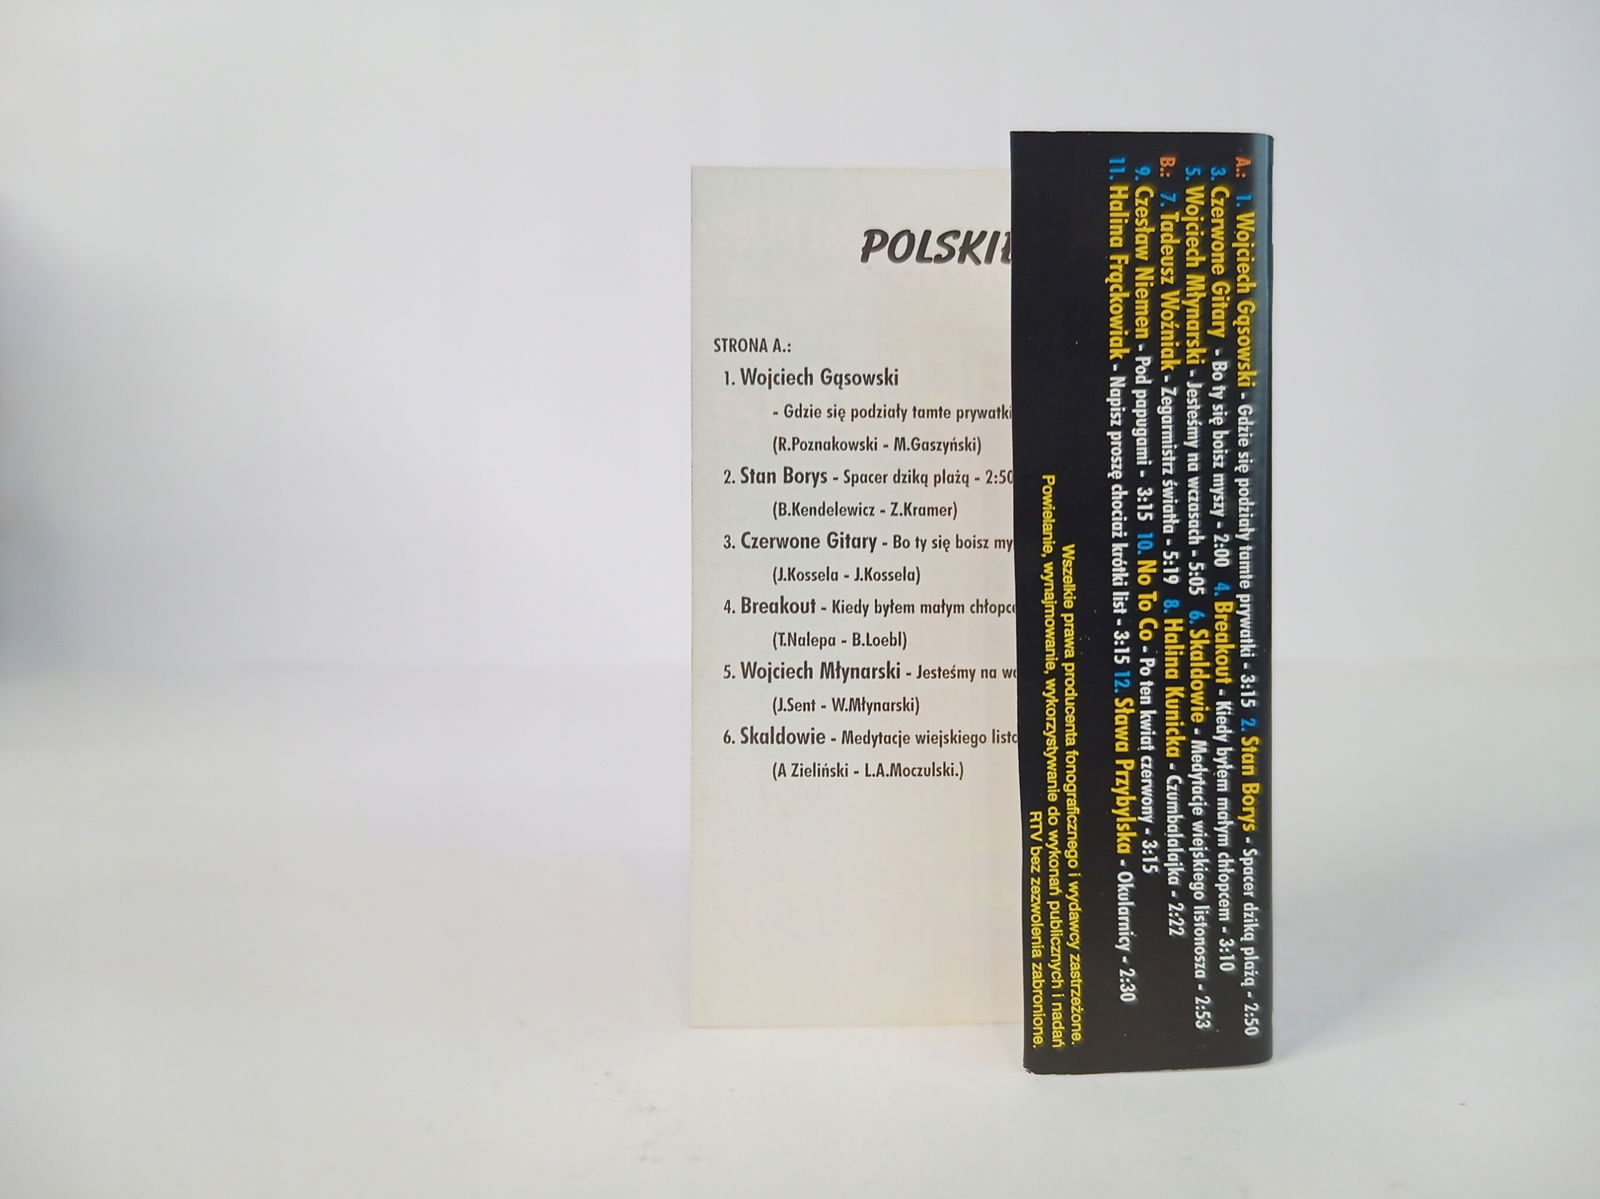 POLSKIE
STRONA A.:
1. Wojciech Gąsowski
- Gdzie się podziały tamte prywatki
(R.Poznakowski - M.Gaszyński)
2. Stan Borys - Spacer dziką plażą - 2:50
(B.Kendelewicz - Z.Kramer)
3. Czerwone Gitary - Bo ty się boisz my
(J.Kossela - J.Kossela)
4. Breakout - Kiedy byłem małym chłopce
(T.Nalepa - B.Loebl)
5. Wojciech Młynarski - Jesteśmy na wc
(J.Sent - W.Młynarski)
6. Skaldowie - Medytacje wiejskiego listo
(A Zieliński - L.A.Moczulski.)
A.: 1. Wojciech Gąsowski - Gdzie się podziały tamte prywatki - 3:15 2. Stan Borys - Spacer dziką plażą - 2:50
3. Czerwone Gitary - Bo ty się boisz myszy - 2:00 4. Breakout - Kiedy byłem małym chłopcem - 3:10
5. Wojciech Młynarski - Jesteśmy na wczasach - 5:05 6. Skaldowie - Medytacje wiejskiego listonosza - 2:53
B.: 7. Tadeusz Woźniak - Zegarmistrz światła - 5:19 8. Halina Kunicka - Czumbalalajka - 2:22
9. Czesław Niemen - Pod papugami - 3:15 10. No To Co - Po ten kwiat czerwony - 3:15
11. Halina Frąckowiak - Napisz proszę chociaż krótki list - 3:15 12. Sława Przybylska - Okularnicy - 2:30
Wszelkie prawa producenta fonograficznego i wydawcy zastrzeżone.
Powielanie, wynajmowanie, wykorzystywanie do wykonań publicznych i nadań
RTV bez zezwolenia zabronione.